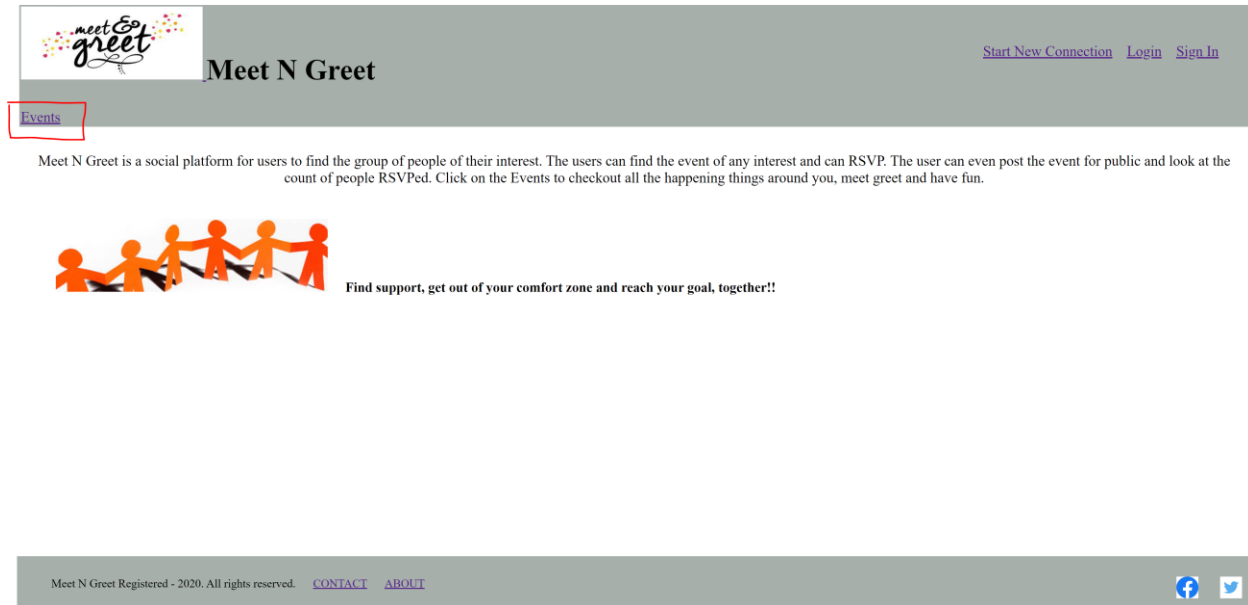 meet &
greet
Meet N Greet
Start New Connection Login Sign In
Events
Meet N Greet is a social platform for users to find the group of people of their interest. The users can find the event of any interest and can RSVP. The user can even post the event for public and look at the
count of people RSVPed. Click on the Events to checkout all the happening things around you, meet greet and have fun.
Find support, get out of your comfort zone and reach your goal, together!!
Meet N Greet Registered - 2020. All rights reserved. CONTACT ABOUT